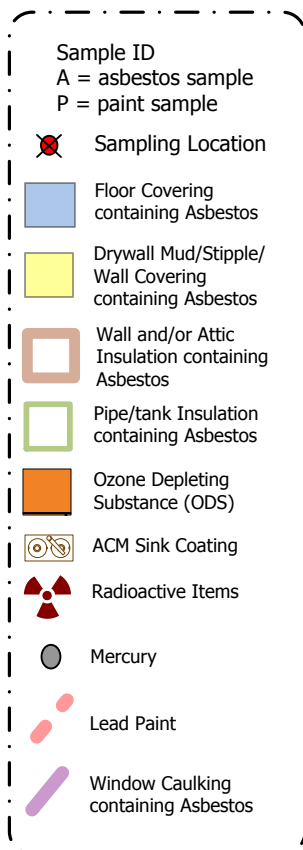 Sample ID
A = asbestos sample
P = paint sample
Sampling Location
Floor Covering
containing Asbestos
Drywall Mud/Stipple/
Wall Covering
containing Asbestos
Wall and/or Attic
Insulation containing
Asbestos
Pipe/tank Insulation
containing Asbestos
Ozone Depleting
Substance (ODS)
ACM Sink Coating
Radioactive Items
Mercury
Lead Paint
Window Caulking
containing Asbestos